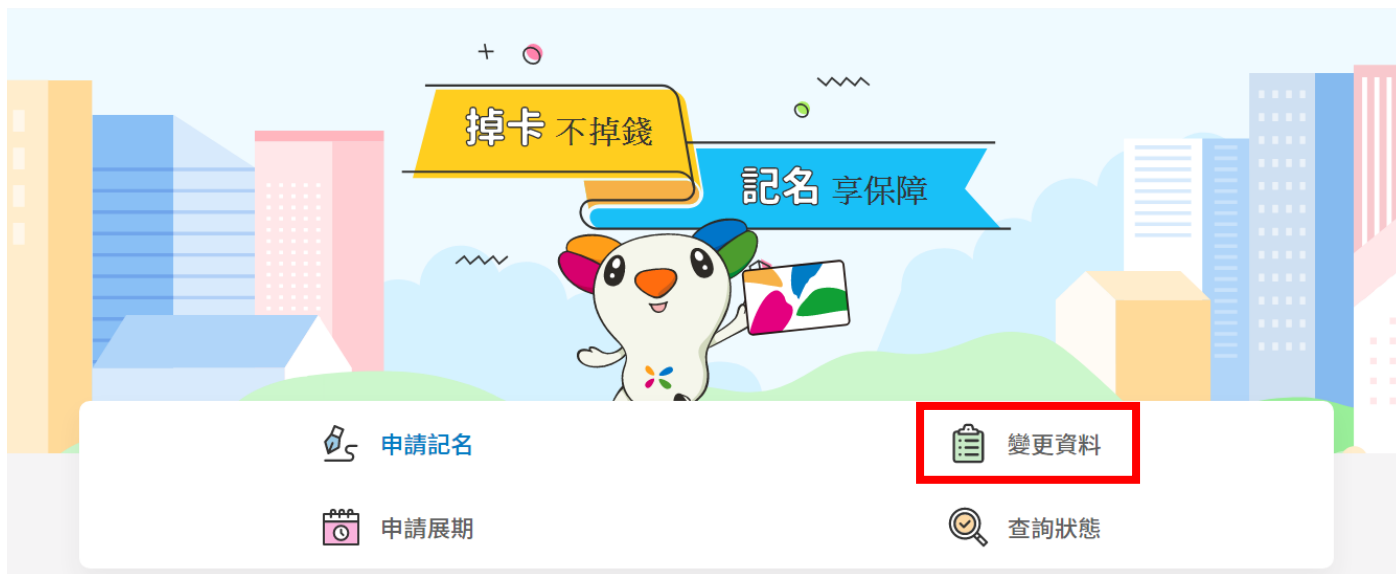 掉卡 不掉錢
記名 享保障
申請記名
變更資料
申請展期
查詢狀態